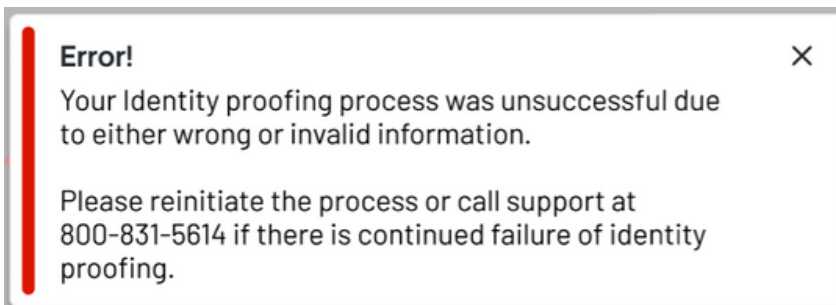 Error!
Your Identity proofing process was unsuccessful due
to either wrong or invalid information.
Please reinitiate the process or call support at
800-831-5614 if there is continued failure of identity
proofing.